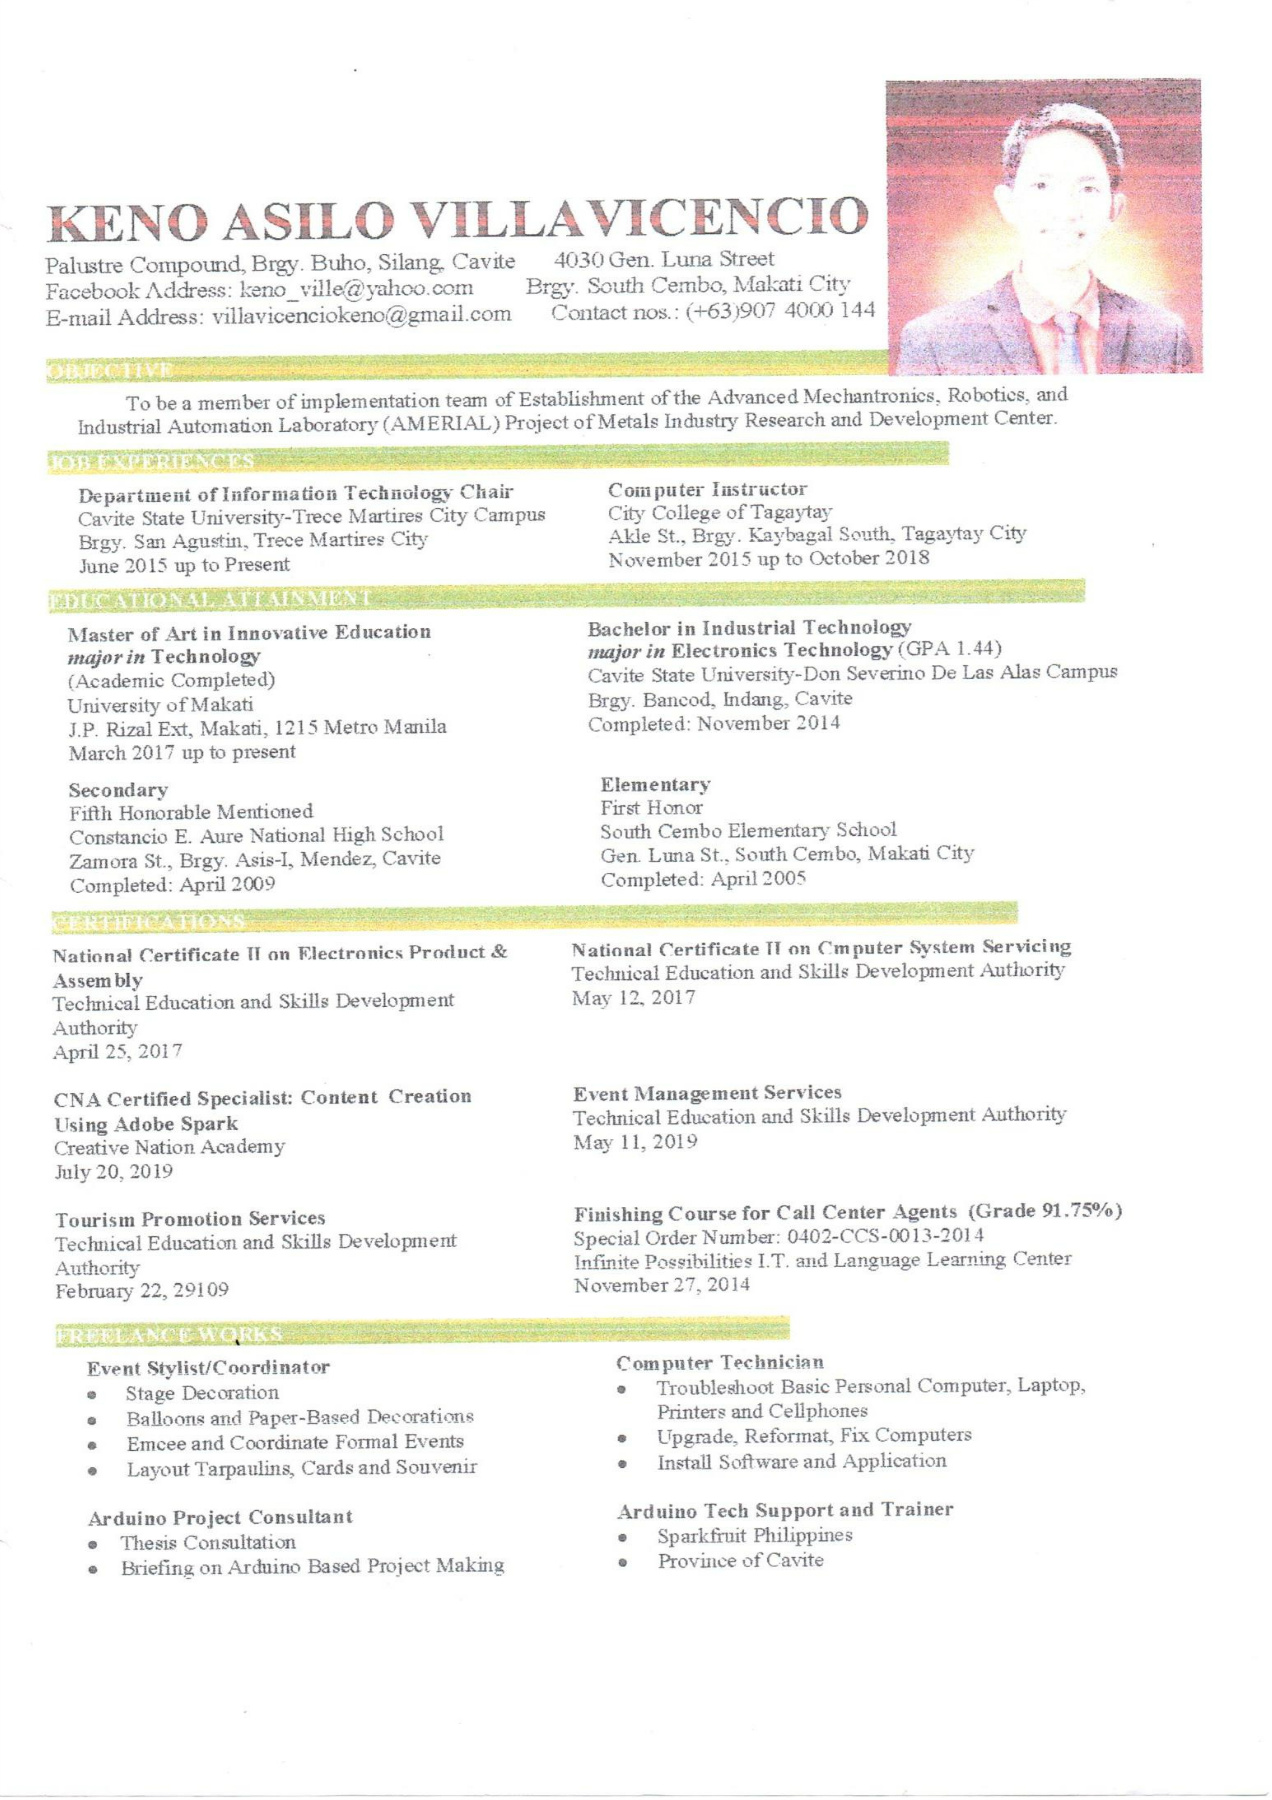 KENO ASILO VILLAVICENCIO
Palustre Compound, Brgy. Buho, Silang, Cavite
4030 Gen. Luna Street
Facebook Address: keno_ville@yahoo.com
Brgy. South Cembo, Makati City
E-mail Address: villavicenciokeno@gmail.com
Contact nos.: (+63)907 4000 144
OBJECTIVE
To be a member of implementation team of Establishment of the Advanced Mechantronics, Robotics, and
Industrial Automation Laboratory (AMERIAL) Project of Metals Industry Research and Development Center.
JOB EXPERIENCES
Department of Information Technology Chair
Cavite State University-Trece Martires City Campus
Brgy. San Agustin, Trece Martires City
June 2015 up to Present
Computer Instructor
City College of Tagaytay
Akle St., Brgy. Kaybagal South, Tagaytay City
November 2015 up to October 2018
EDUCATIONAL ATTAINMENT
Master of Art in Innovative Education
major in Technology
(Academic Completed)
University of Makati
J.P. Rizal Ext, Makati, 1215 Metro Manila
March 2017 up to present
Bachelor in Industrial Technology
major in Electronics Technology (GPA 1.44)
Cavite State University-Don Severino De Las Alas Campus
Brgy. Bancod, Indang, Cavite
Completed: November 2014
Secondary
Fifth Honorable Mentioned
Constancio E. Aure National High School
Zamora St., Brgy. Asis-I, Mendez, Cavite
Completed: April 2009
Elementary
First Honor
South Cembo Elementary School
Gen. Luna St., South Cembo, Makati City
Completed: April 2005
CERTIFICATIONS
National Certificate II on Electronics Product &
Assembly
Technical Education and Skills Development
Authority
April 25, 2017
National Certificate II on Cmputer System Servicing
Technical Education and Skills Development Authority
May 12, 2017
CNA Certified Specialist: Content Creation
Using Adobe Spark
Creative Nation Academy
July 20, 2019
Event Management Services
Technical Education and Skills Development Authority
May 11, 2019
Tourism Promotion Services
Technical Education and Skills Development
Authority
February 22, 29109
Finishing Course for Call Center Agents (Grade 91.75%)
Special Order Number: 0402-CCS-0013-2014
Infinite Possibilities I.T. and Language Learning Center
November 27, 2014
FREELANCE WORKS
Event Stylist/Coordinator
• Stage Decoration
• Balloons and Paper-Based Decorations
• Emcee and Coordinate Formal Events
• Layout Tarpaulins, Cards and Souvenir
Computer Technician
• Troubleshoot Basic Personal Computer, Laptop,
Printers and Cellphones
• Upgrade, Reformat, Fix Computers
• Install Software and Application
Arduino Project Consultant
• Thesis Consultation
• Briefing on Arduino Based Project Making
Arduino Tech Support and Trainer
• Sparkfruit Philippines
• Province of Cavite